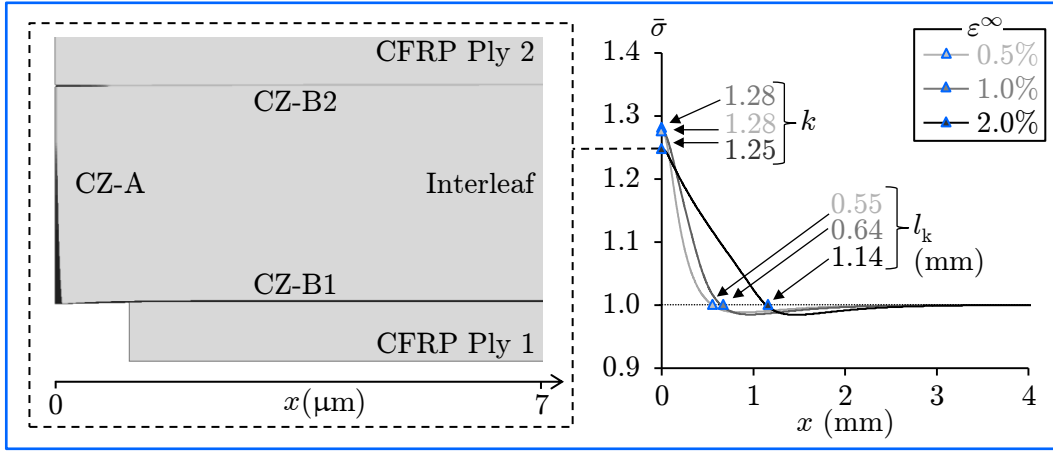 CFRP Ply 2
CZ-B2
CZ-A
Interleaf
CZ-B1
CFRP Ply 1
0
x(μm)
7
σ̄
1.4
1.3
1.2
1.1
1.0
0.9
0
1
2
3
4
x (mm)
1.28
1.28
1.25
k
0.55
0.64
1.14
lₖ
(mm)
ε^∞
0.5%
1.0%
2.0%